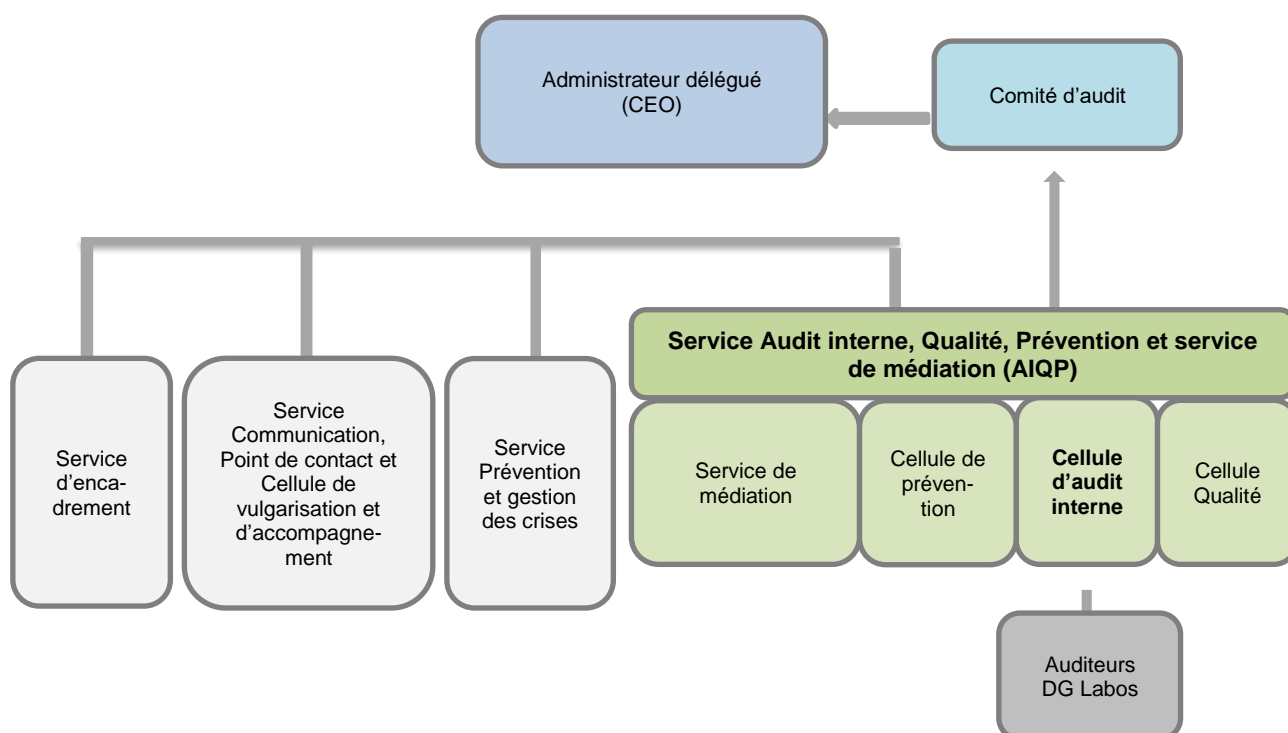 Administrateur délégué
(CEO)
Comité d’audit
Service Audit interne, Qualité, Prévention et service
de médiation (AIQP)
Service
d’enca-
drement
Service
Communication,
Point de contact et
Cellule de
vulgarisation et
d’accompagne-
ment
Service
Prévention
et gestion
des crises
Service de
médiation
Cellule de
préven-
tion
Cellule
d’audit
interne
Cellule
Qualité
Auditeurs
DG Labos